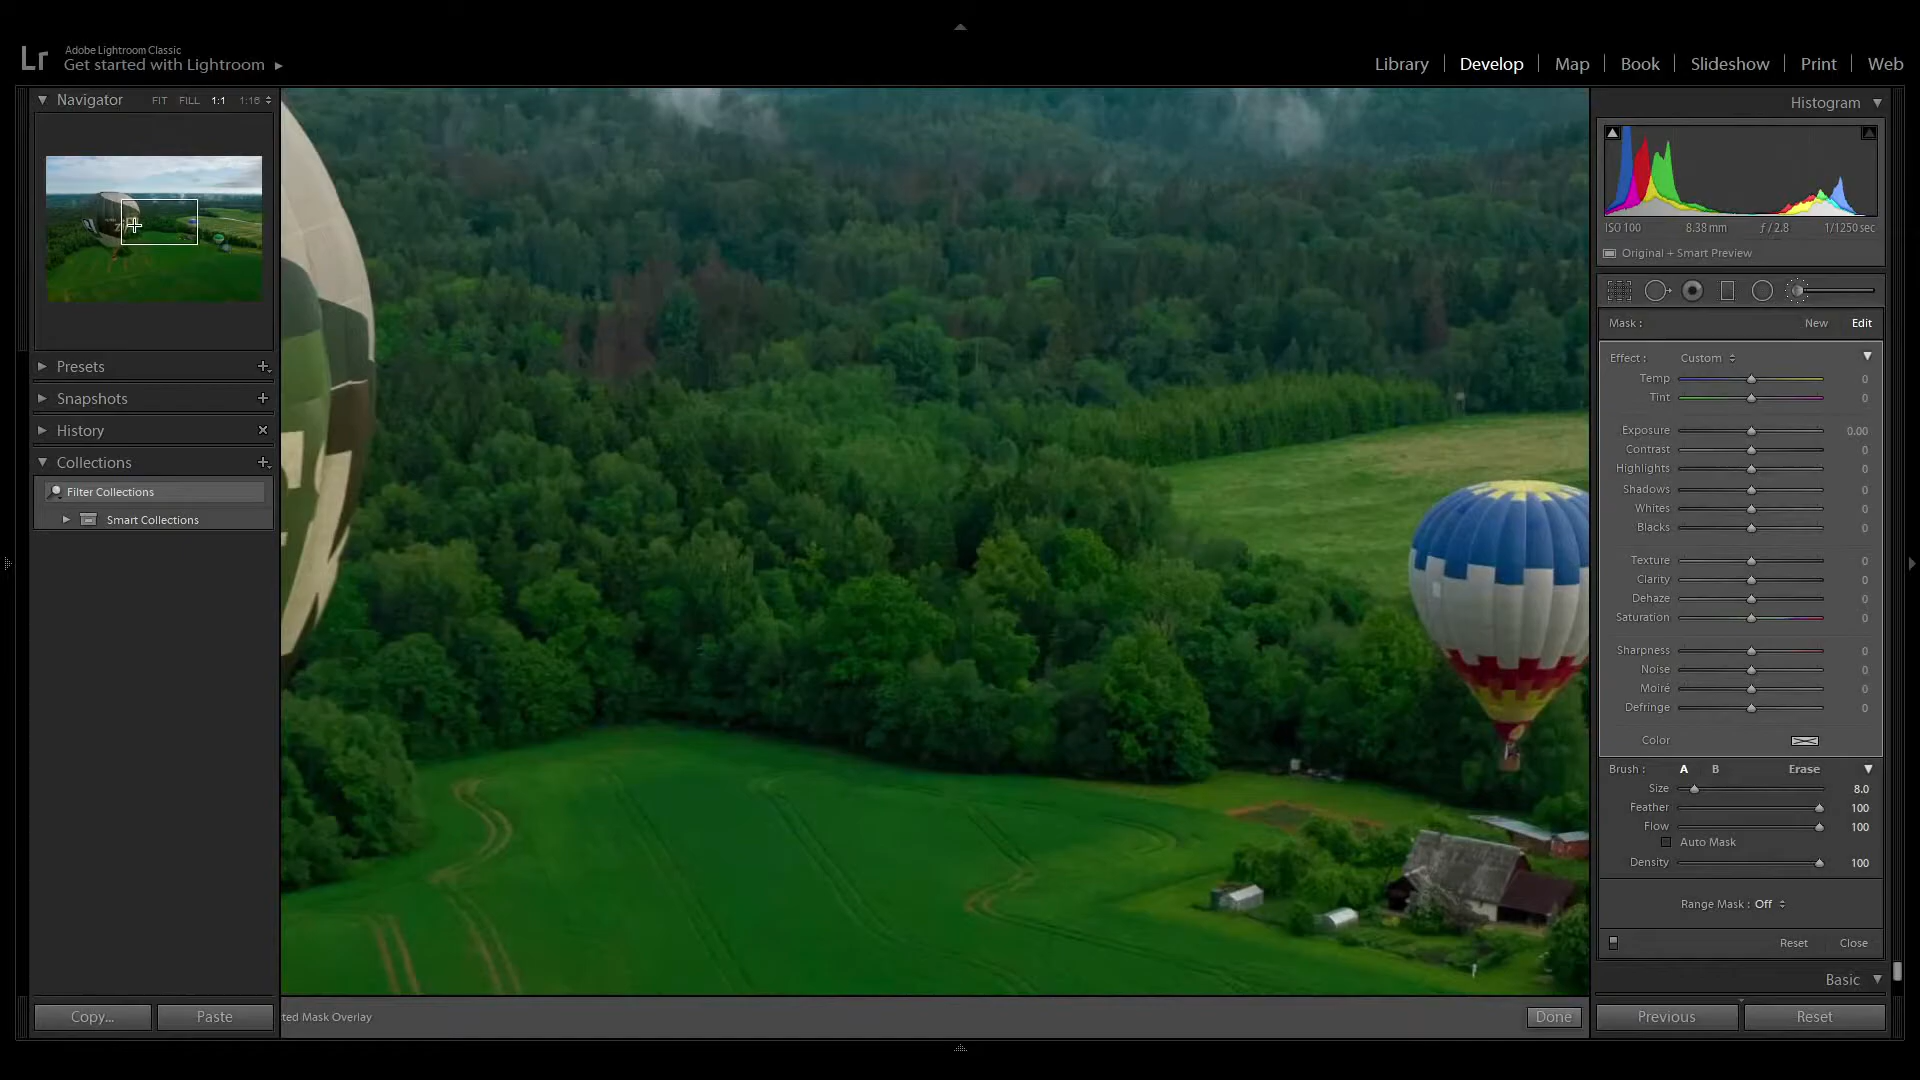 Lr
Adobe Lightroom Classic
Get started with Lightroom
Library
Develop
Map
Book
Slideshow
Print
Web
Navigator
FIT FILL 1:1 1:16
Presets
Snapshots
History
Collections
Filter Collections
Smart Collections
Copy...
Paste
ted Mask Overlay
Done
Histogram
ISO 100 8.38 mm ƒ / 2.8 1/1250 sec
Original + Smart Preview
Mask : New Edit
Effect : Custom
Temp 0
Tint 0
Exposure 0.00
Contrast 0
Highlights 0
Shadows 0
Whites 0
Blacks 0
Texture 0
Clarity 0
Dehaze 0
Saturation 0
Sharpness 0
Noise 0
Moiré 0
Defringe 0
Color
Brush : A B Erase
Size 8.0
Feather 100
Flow 100
Auto Mask
Density 100
Range Mask : Off
Reset Close
Basic
Previous
Reset